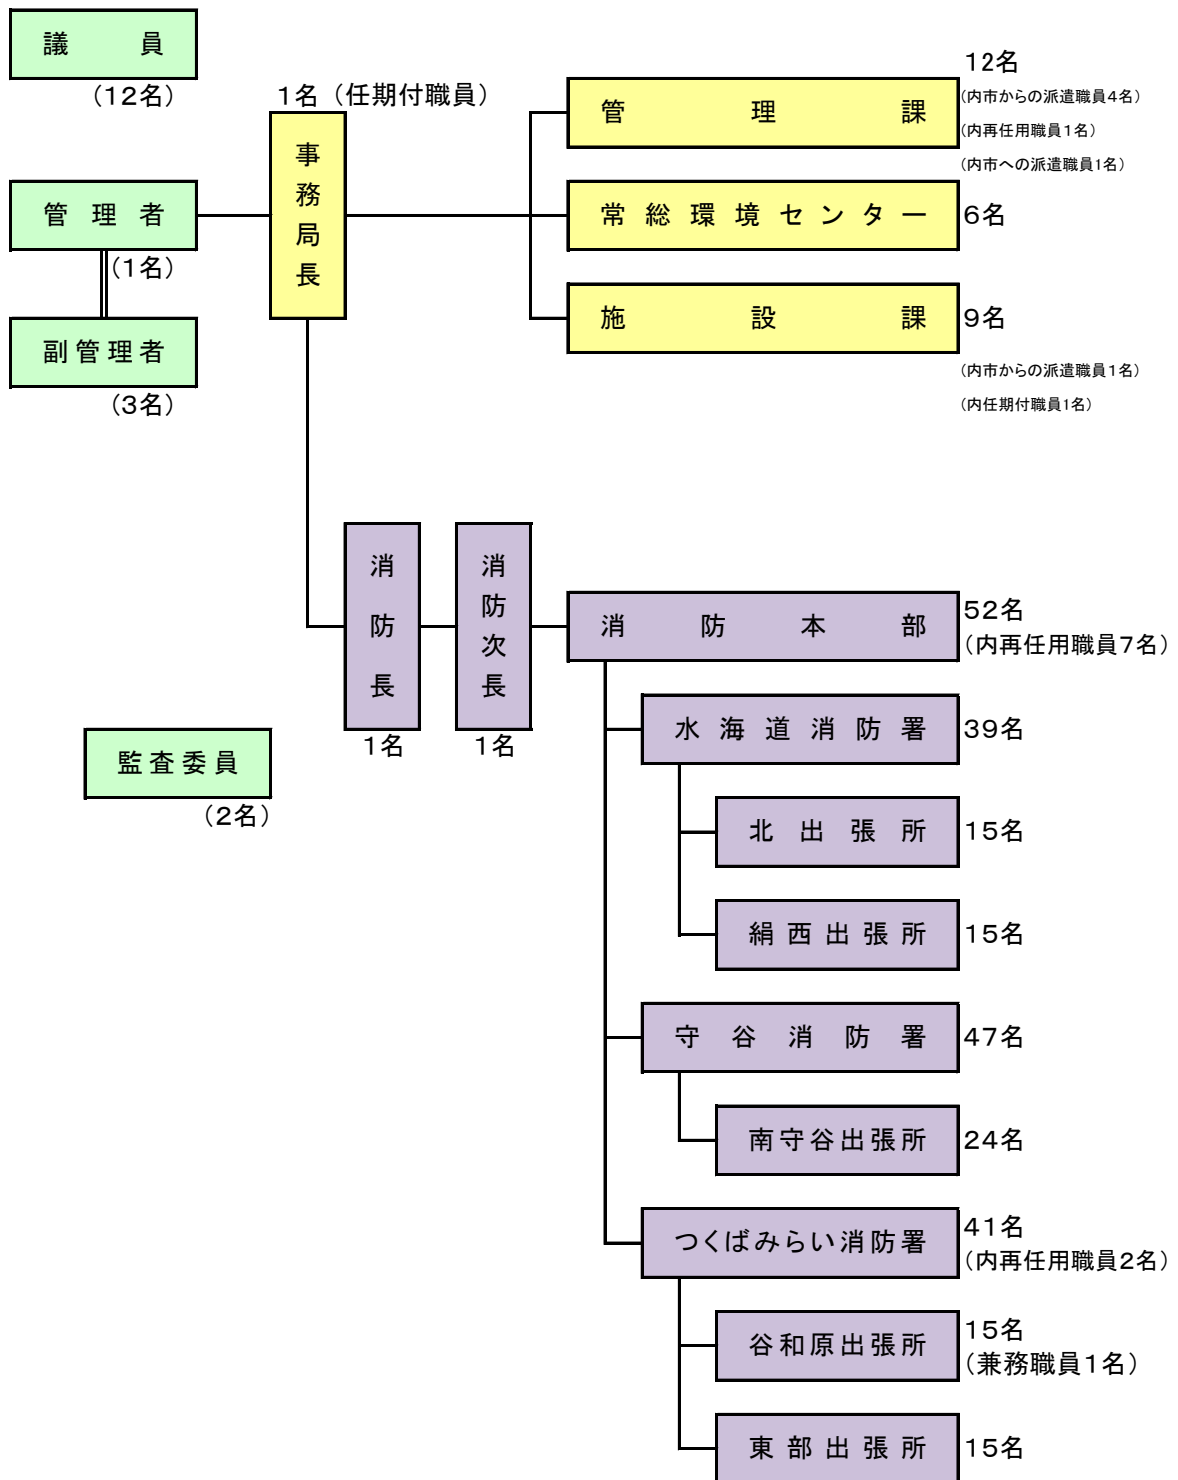 議員
(12名)
管理者
(1名)
副管理者
(3名)
1名 (任期付職員)
事務局長
管理課
12名
(内市からの派遣職員4名)
(内再任用職員1名)
(内市への派遣職員1名)
常総環境センター
6名
施設課
9名
(内市からの派遣職員1名)
(内任期付職員1名)
消防長
1名
消防次長
1名
消防本部
52名
(内再任用職員7名)
水海道消防署
39名
北出張所
15名
絹西出張所
15名
守谷消防署
47名
南守谷出張所
24名
つくばみらい消防署
41名
(内再任用職員2名)
谷和原出張所
15名
(兼務職員1名)
東部出張所
15名
監査委員
(2名)